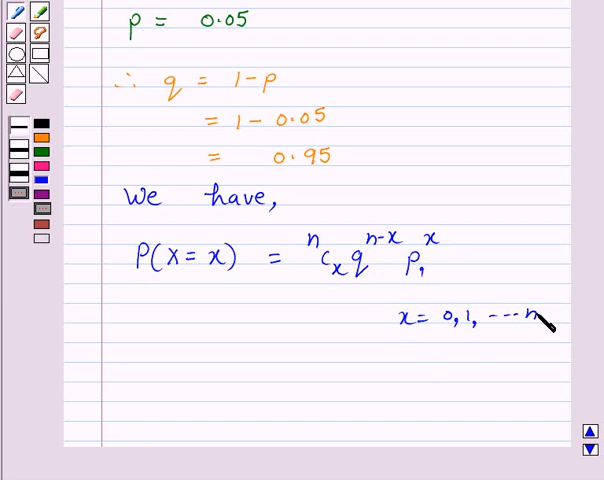 p = 0.05
∴ q = 1-p
= 1 - 0.05
= 0.95
We have,
P(X = x) = ⁿCₓ qⁿ⁻ˣ pˣ,
x = 0, 1, ---- n